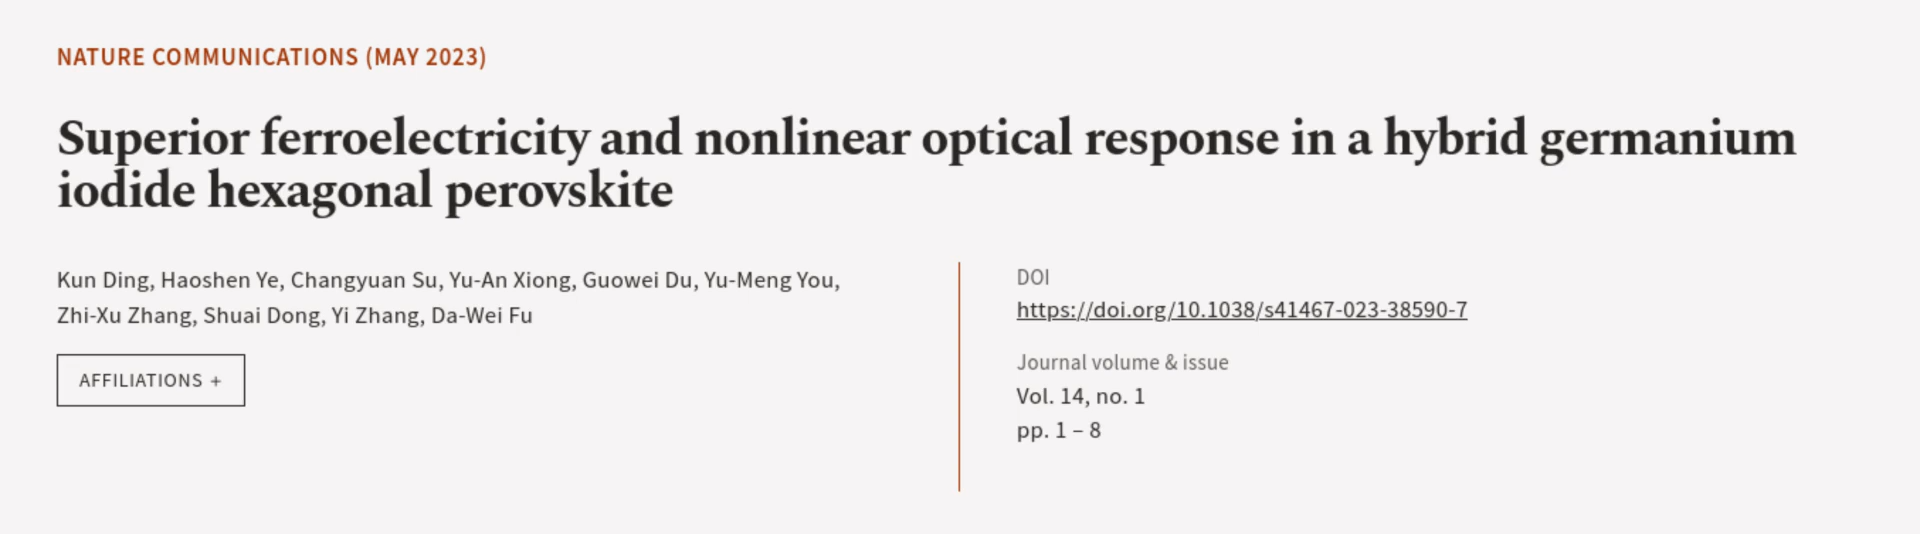 NATURE COMMUNICATIONS (MAY 2023)
Superior ferroelectricity and nonlinear optical response in a hybrid germanium
iodide hexagonal perovskite
Kun Ding, Haoshen Ye, Changyuan Su, Yu-An Xiong, Guowei Du, Yu-Meng You,
Zhi-Xu Zhang, Shuai Dong, Yi Zhang, Da-Wei Fu
AFFILIATIONS +
DOI
https://doi.org/10.1038/s41467-023-38590-7
Journal volume & issue
Vol. 14, no. 1
pp. 1 – 8